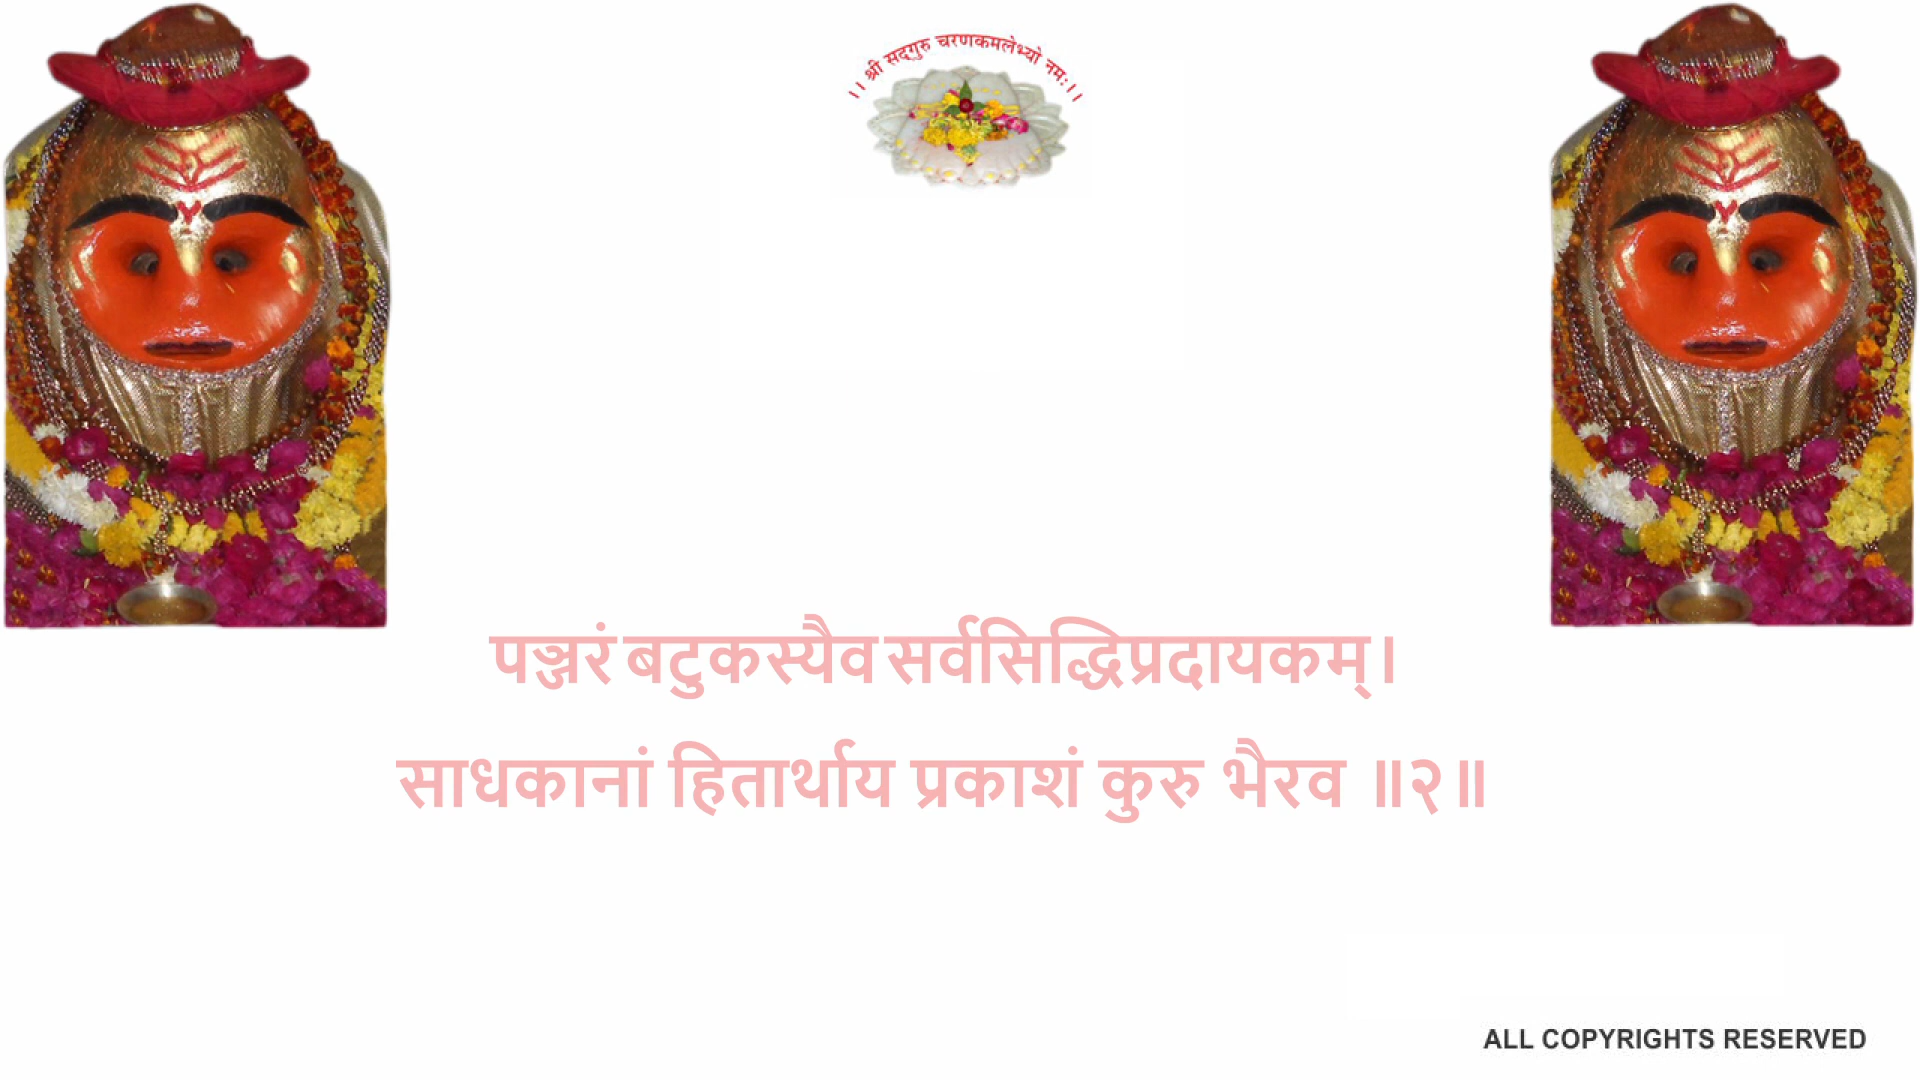 ।। श्री सद्गुरु चरणकमलेभ्यो नमः।।
पञ्जरं बटुकस्यैव सर्वसिद्धिप्रदायकम्।
साधकानां हितार्थाय प्रकाशं कुरु भैरव ॥२॥
ALL COPYRIGHTS RESERVED